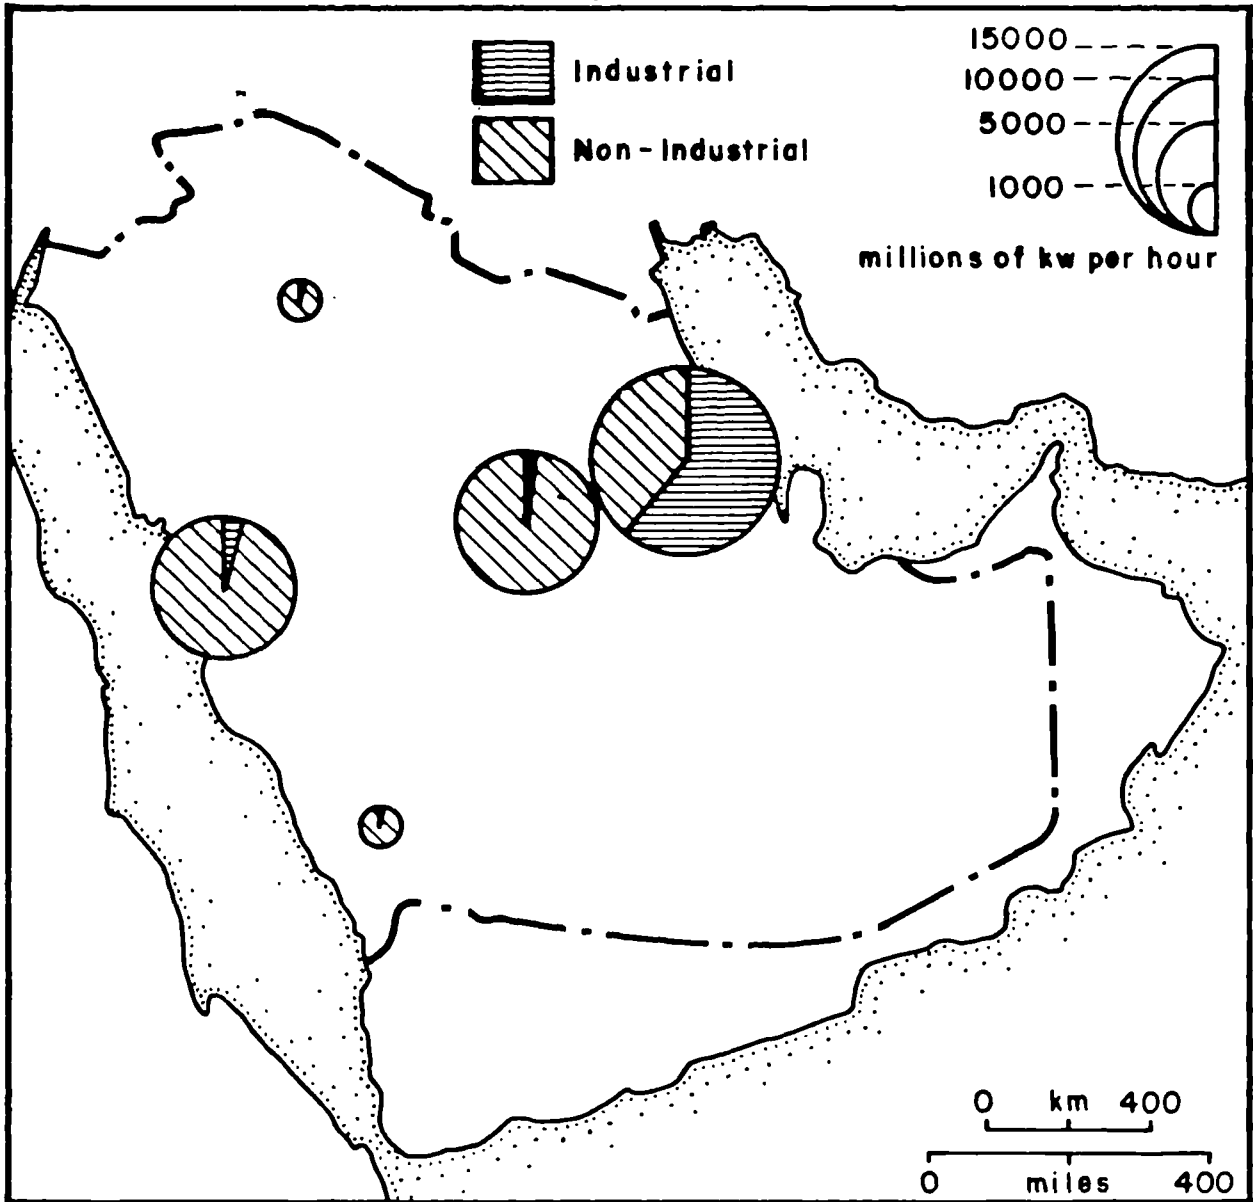 Industrial
Non-Industrial
15000
10000
5000
1000
millions of kw per hour
0 km 400
0 miles 400